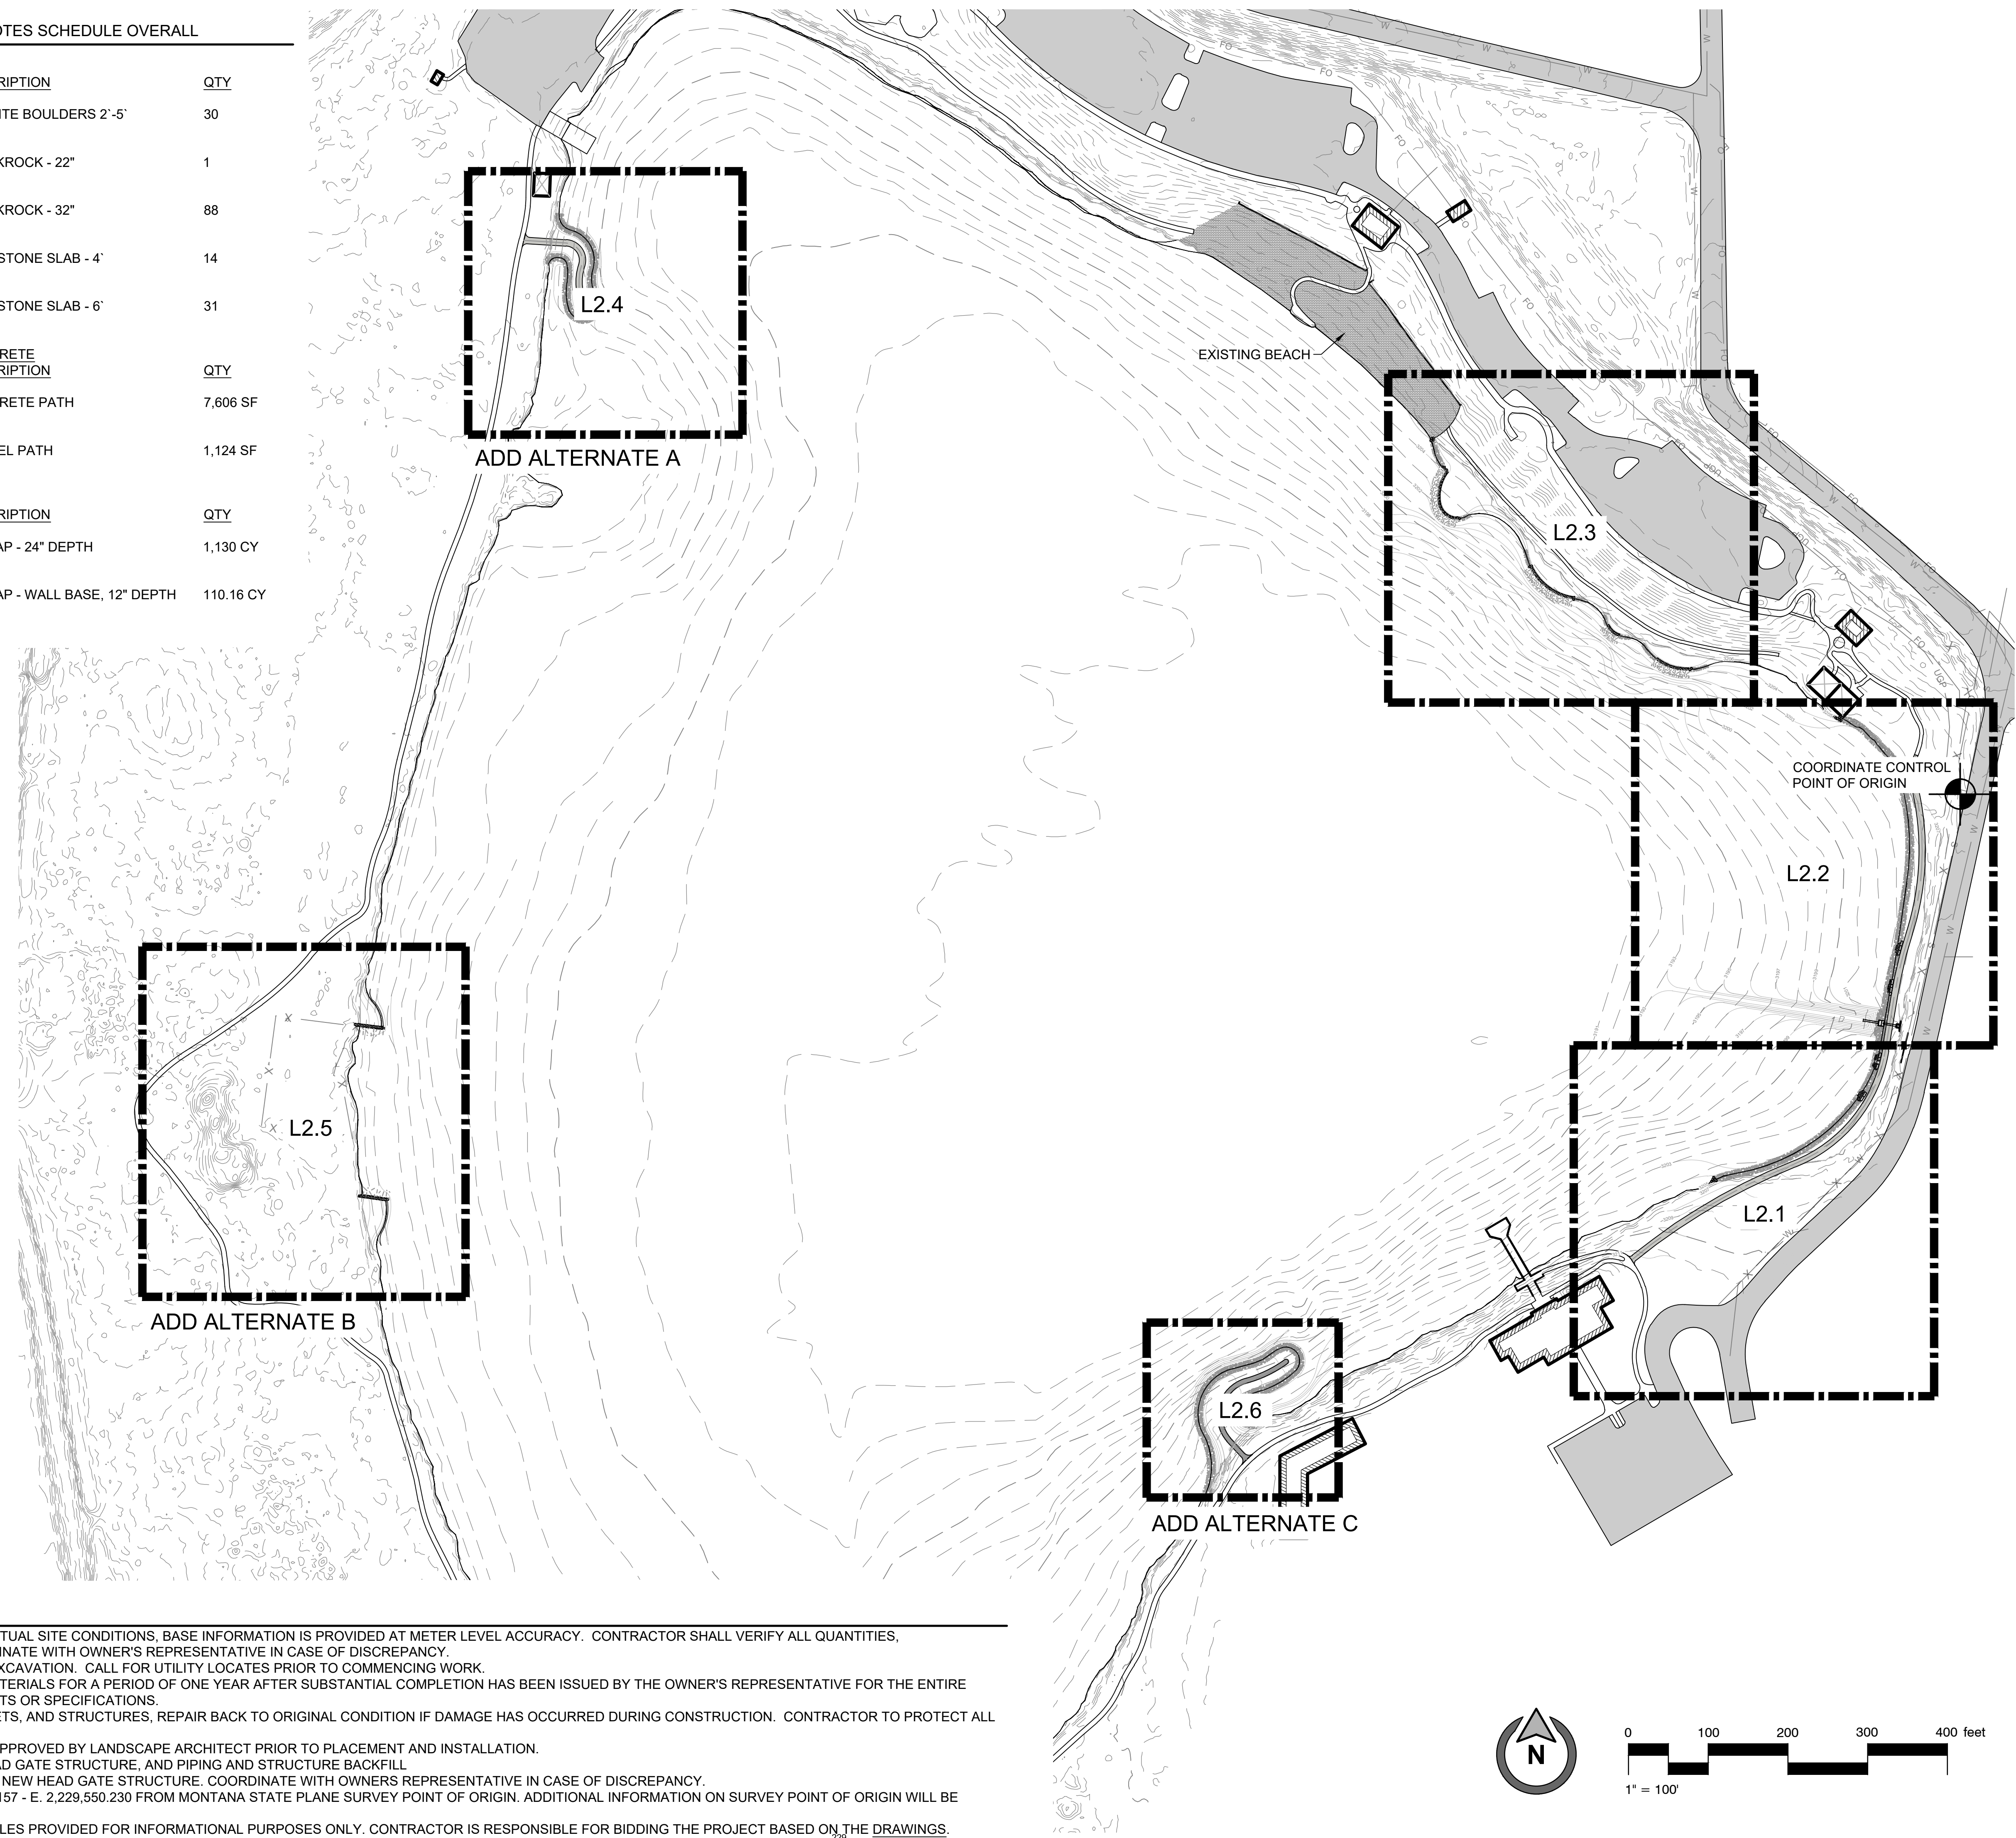 OTES SCHEDULE OVERALL
RIPTION QTY
ITE BOULDERS 2`-5` 30
KROCK - 22" 1
KROCK - 32" 88
STONE SLAB - 4` 14
STONE SLAB - 6` 31
RETE
RIPTION QTY
RETE PATH 7,606 SF
EL PATH 1,124 SF
RIPTION QTY
AP - 24" DEPTH 1,130 CY
AP - WALL BASE, 12" DEPTH 110.16 CY
L2.4
ADD ALTERNATE A
EXISTING BEACH
L2.3
COORDINATE CONTROL
POINT OF ORIGIN
L2.2
L2.5
ADD ALTERNATE B
L2.1
L2.6
ADD ALTERNATE C
TUAL SITE CONDITIONS, BASE INFORMATION IS PROVIDED AT METER LEVEL ACCURACY. CONTRACTOR SHALL VERIFY ALL QUANTITIES,
INATE WITH OWNER'S REPRESENTATIVE IN CASE OF DISCREPANCY.
XCAVATION. CALL FOR UTILITY LOCATES PRIOR TO COMMENCING WORK.
TERIALS FOR A PERIOD OF ONE YEAR AFTER SUBSTANTIAL COMPLETION HAS BEEN ISSUED BY THE OWNER'S REPRESENTATIVE FOR THE ENTIRE
TS OR SPECIFICATIONS.
ETS, AND STRUCTURES, REPAIR BACK TO ORIGINAL CONDITION IF DAMAGE HAS OCCURRED DURING CONSTRUCTION. CONTRACTOR TO PROTECT ALL
PPROVED BY LANDSCAPE ARCHITECT PRIOR TO PLACEMENT AND INSTALLATION.
AD GATE STRUCTURE, AND PIPING AND STRUCTURE BACKFILL
NEW HEAD GATE STRUCTURE. COORDINATE WITH OWNERS REPRESENTATIVE IN CASE OF DISCREPANCY.
157 - E. 2,229,550.230 FROM MONTANA STATE PLANE SURVEY POINT OF ORIGIN. ADDITIONAL INFORMATION ON SURVEY POINT OF ORIGIN WILL BE
LES PROVIDED FOR INFORMATIONAL PURPOSES ONLY. CONTRACTOR IS RESPONSIBLE FOR BIDDING THE PROJECT BASED ON THE DRAWINGS.
229
N
0 100 200 300 400 feet
1" = 100'